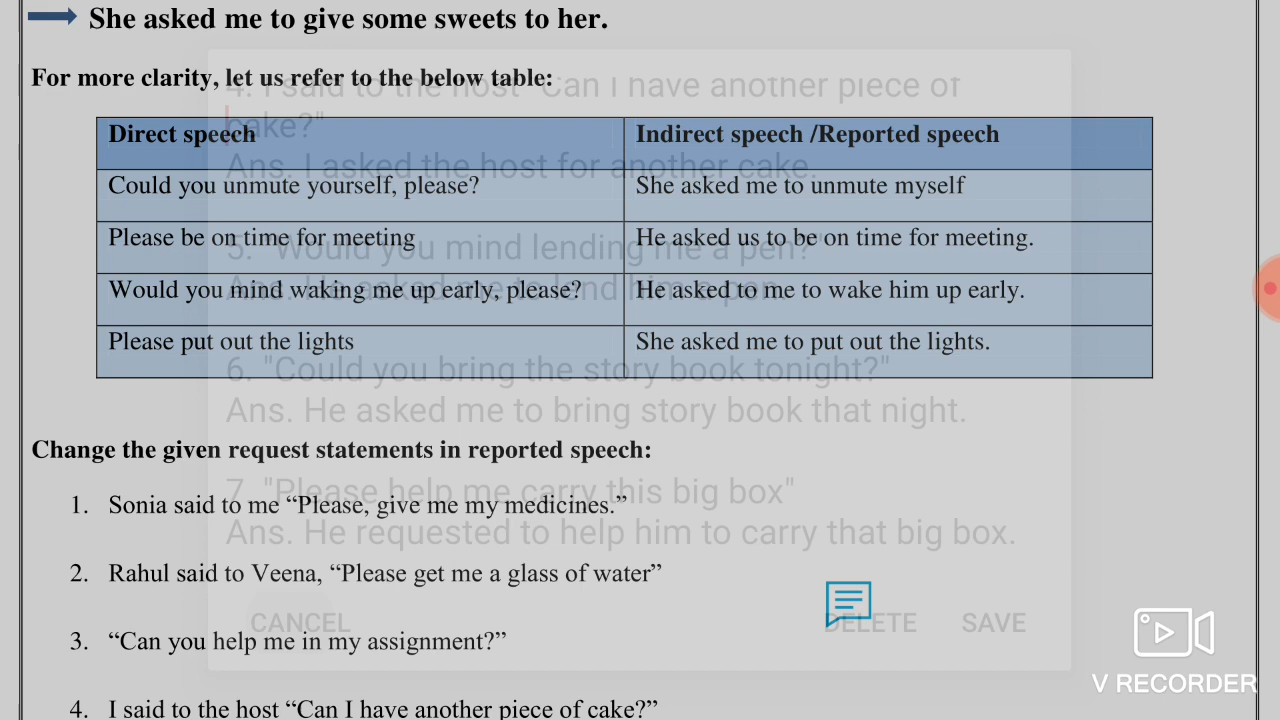 She asked me to give some sweets to her.
For more clarity, let us refer to the below table:
Direct speech
Indirect speech /Reported speech
Could you unmute yourself, please?
She asked me to unmute myself
Please be on time for meeting
He asked us to be on time for meeting.
Would you mind waking me up early, please?
He asked to me to wake him up early.
Please put out the lights
She asked me to put out the lights.
Change the given request statements in reported speech:
1. Sonia said to me “Please, give me my medicines.”
2. Rahul said to Veena, “Please get me a glass of water”
3. “Can you help me in my assignment?”
4. I said to the host “Can I have another piece of cake?”
4. I said to the host "Can I have another piece of
cake?"
Ans. I asked the host for another cake.
5. "Would you mind lending me a pen?"
Ans. He asked me to lend him a pen.
6. "Could you bring the story book tonight?"
Ans. He asked me to bring story book that night.
7. "Please help me carry this big box"
Ans. He requested to help him to carry that big box.
CANCEL
DELETE
SAVE
V RECORDER